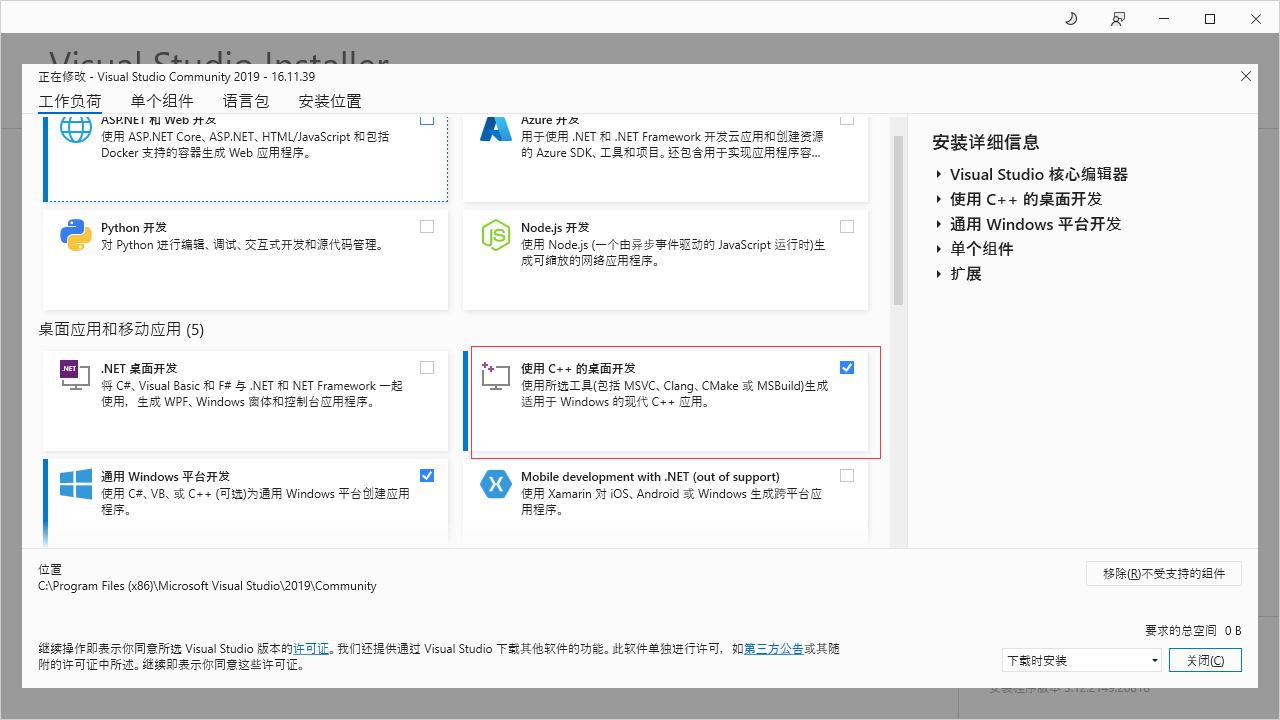 Visual Studio Installer
正在修改 - Visual Studio Community 2019 - 16.11.39
工作负荷 单个组件 语言包 安装位置
ASP.NET 和 Web 开发
使用 ASP.NET Core、ASP.NET、HTML/JavaScript 和包括
Docker 支持的容器生成 Web 应用程序。
Azure 开发
用于使用 .NET 和 .NET Framework 开发云应用和创建资源
的 Azure SDK、工具和项目。还包含用于实现应用程序容...
Python 开发
对 Python 进行编辑、调试、交互式开发和源代码管理。
Node.js 开发
使用 Node.js (一个由异步事件驱动的 JavaScript 运行时)生
成可缩放的网络应用程序。
桌面应用和移动应用 (5)
.NET
.NET 桌面开发
将 C#、Visual Basic 和 F# 与 .NET 和 NET Framework 一起
使用，生成 WPF、Windows 窗体和控制台应用程序。
使用 C++ 的桌面开发
使用所选工具(包括 MSVC、Clang、CMake 或 MSBuild)生成
适用于 Windows 的现代 C++ 应用。
通用 Windows 平台开发
使用 C#、VB、或 C++ (可选)为通用 Windows 平台创建应用
程序。
Mobile development with .NET (out of support)
使用 Xamarin 对 iOS、Android 或 Windows 生成跨平台应
用程序。
安装详细信息
Visual Studio 核心编辑器
使用 C++ 的桌面开发
通用 Windows 平台开发
单个组件
扩展
位置
C:\Program Files (x86)\Microsoft Visual Studio\2019\Community
移除(R)不受支持的组件
要求的总空间 0 B
继续操作即表示你同意所选 Visual Studio 版本的许可证。我们还提供通过 Visual Studio 下载其他软件的功能。此软件单独进行许可，如第三方公告或其随
附的许可证中所述。继续即表示你同意这些许可证。
下载时安装
关闭(C)